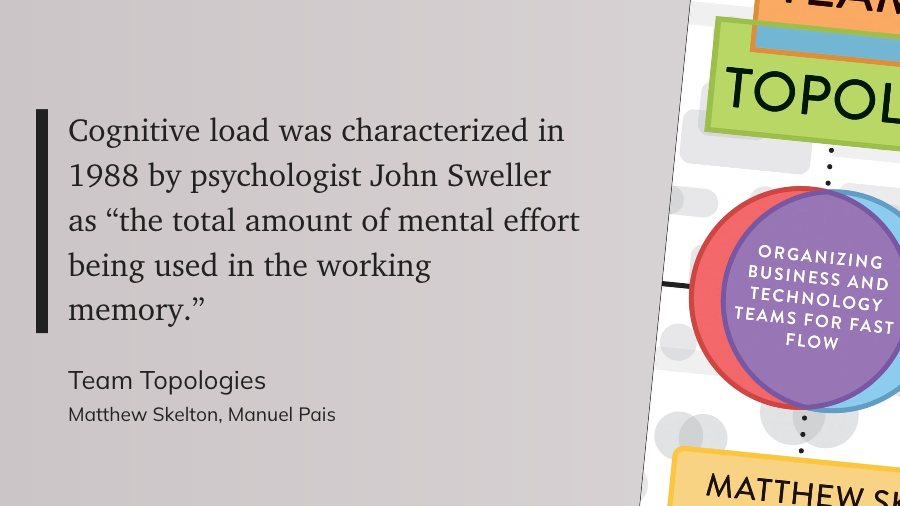 Cognitive load was characterized in
1988 by psychologist John Sweller
as “the total amount of mental effort
being used in the working
memory.”
Team Topologies
Matthew Skelton, Manuel Pais
ORGANIZING
BUSINESS AND
TECHNOLOGY
TEAMS FOR FAST
FLOW
MATTHEW